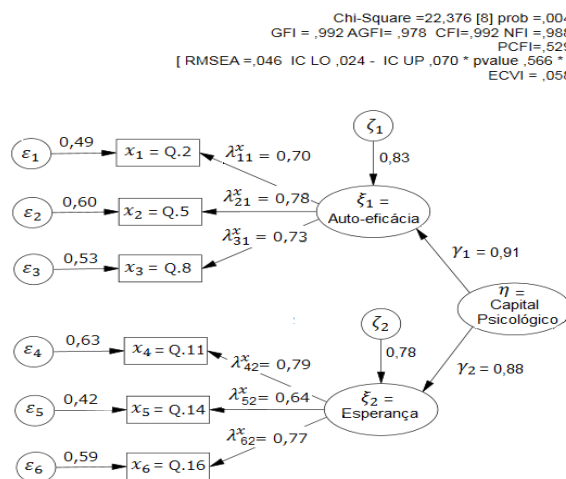 Chi-Square =22,376 [8] prob =,004
GFI = ,992 AGFI= ,978 CFI=,992 NFI =,988
PCFI=,529
[ RMSEA =,046 IC LO ,024 - IC UP ,070 * pvalue ,566 *
ECVI = ,058
ζ₁
0,83
ε₁
0,49
x₁ = Q.2
λˣ₁₁ = 0,70
ε₂
0,60
x₂ = Q.5
λˣ₂₁ = 0,78
ξ₁ =
Auto-eficácia
ε₃
0,53
x₃ = Q.8
λˣ₃₁ = 0,73
γ₁ = 0,91
η =
Capital
Psicológico
ζ₂
0,78
γ₂ = 0,88
ε₄
0,63
x₄ = Q.11
λˣ₄₂ = 0,79
ε₅
0,42
x₅ = Q.14
λˣ₅₂ = 0,64
ξ₂ =
Esperança
ε₆
0,59
x₆ = Q.16
λˣ₆₂= 0,77